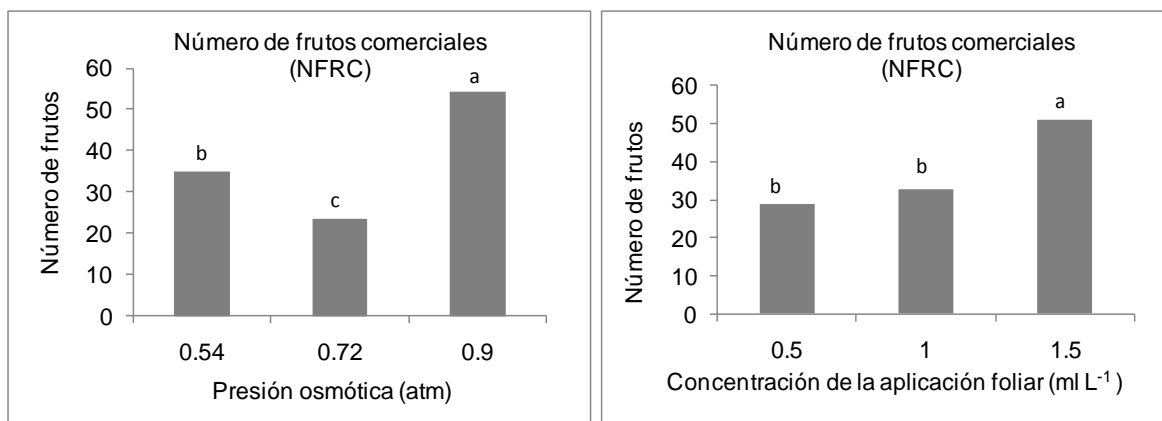 Número de frutos comerciales
(NFRC)
Número de frutos
60
50
40
30
20
10
0
b
c
a
0.54 0.72 0.9
Presión osmótica (atm)
Número de frutos comerciales
(NFRC)
Número de frutos
60
50
40
30
20
10
0
b
b
a
0.5 1 1.5
Concentración de la aplicación foliar (ml L⁻¹ )